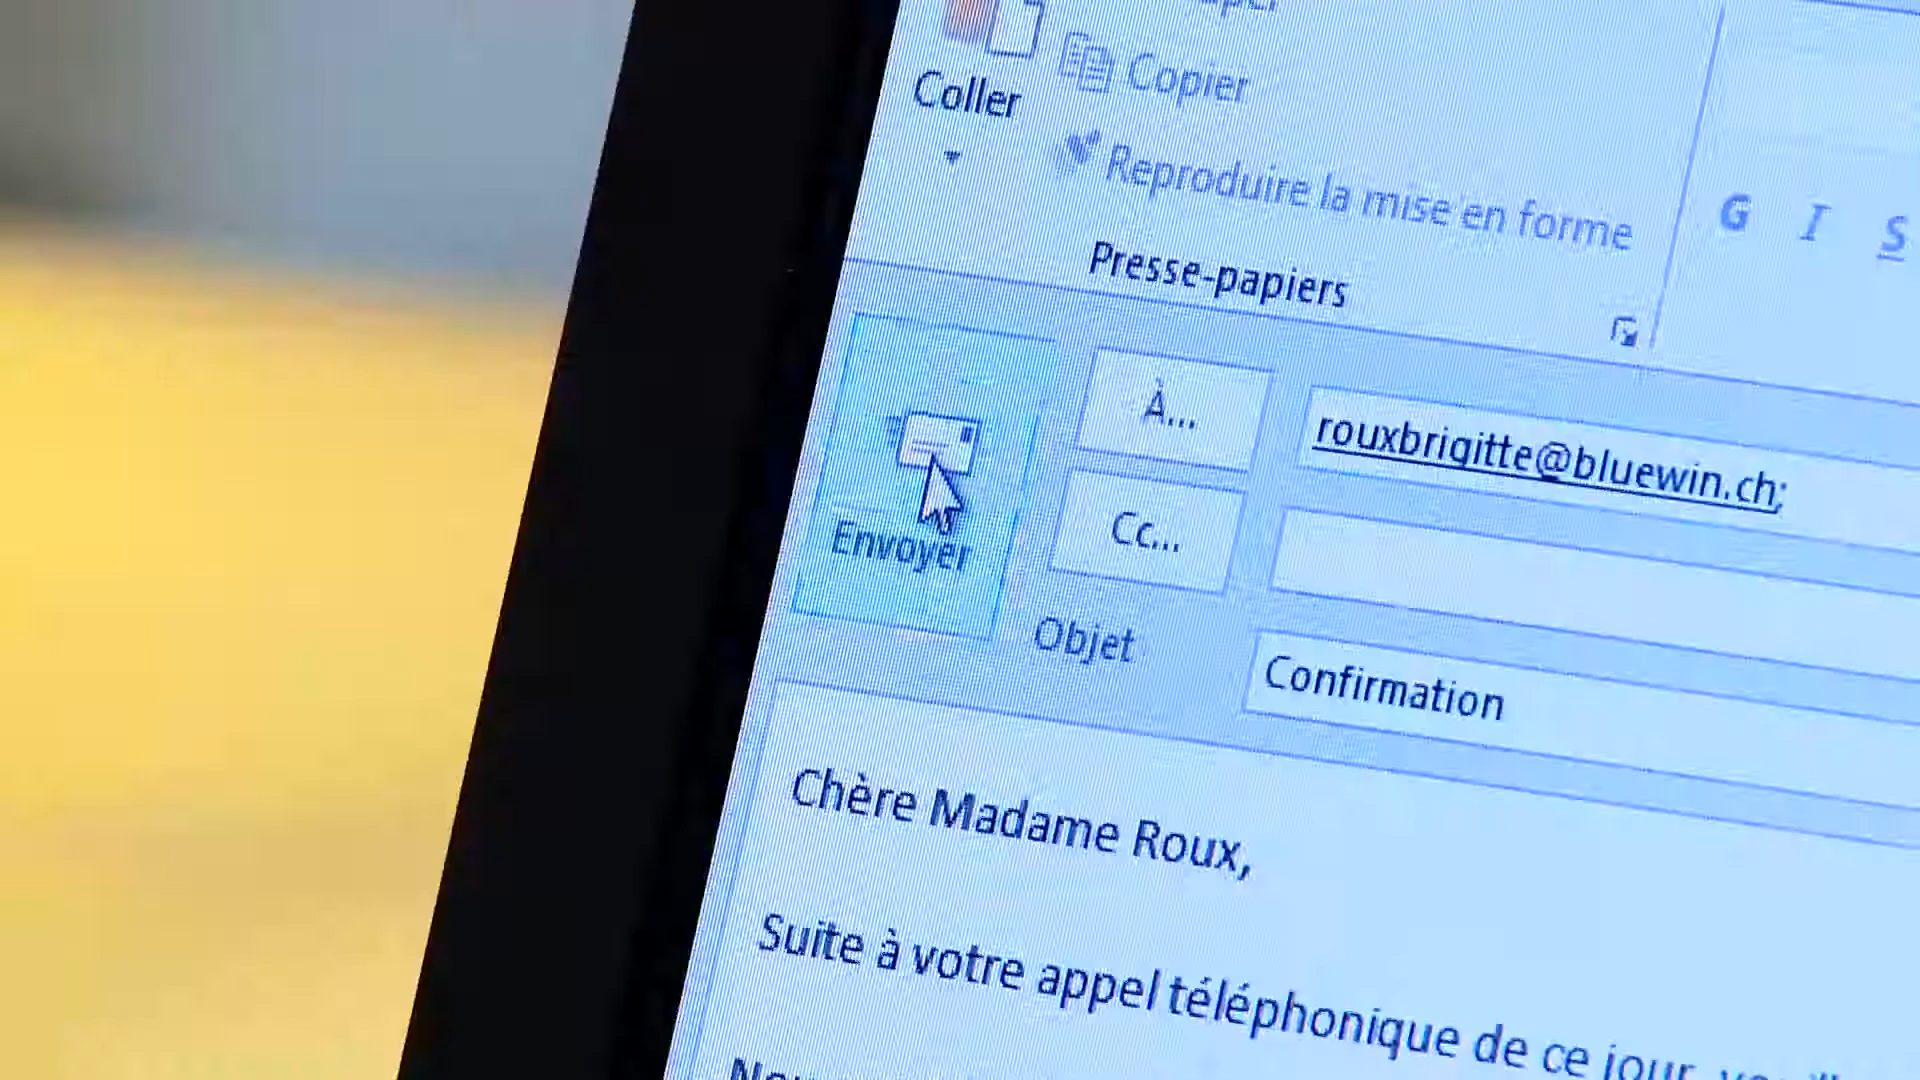 Copier
Coller
Reproduire la mise en forme
G I S
Presse-papiers
À...
rouxbrigitte@bluewin.ch;
Envoyer
Cc...
Objet
Confirmation
Chère Madame Roux,
Suite à votre appel téléphonique de ce jour,